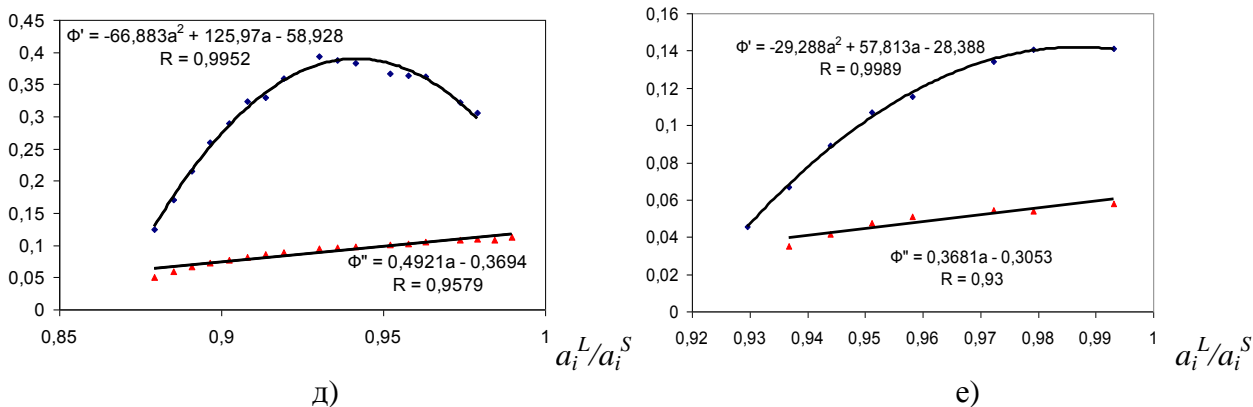 0,45
0,4
0,35
0,3
0,25
0,2
0,15
0,1
0,05
0
0,85
0,9
0,95
1
Φ' = -66,883a² + 125,97a - 58,928
R = 0,9952
Φ'' = 0,4921a - 0,3694
R = 0,9579
aᵢᴸ/aᵢˢ
д)
0,16
0,14
0,12
0,1
0,08
0,06
0,04
0,02
0
0,92
0,93
0,94
0,95
0,96
0,97
0,98
0,99
1
Φ' = -29,288a² + 57,813a - 28,388
R = 0,9989
Φ'' = 0,3681a - 0,3053
R = 0,93
aᵢᴸ/aᵢˢ
е)